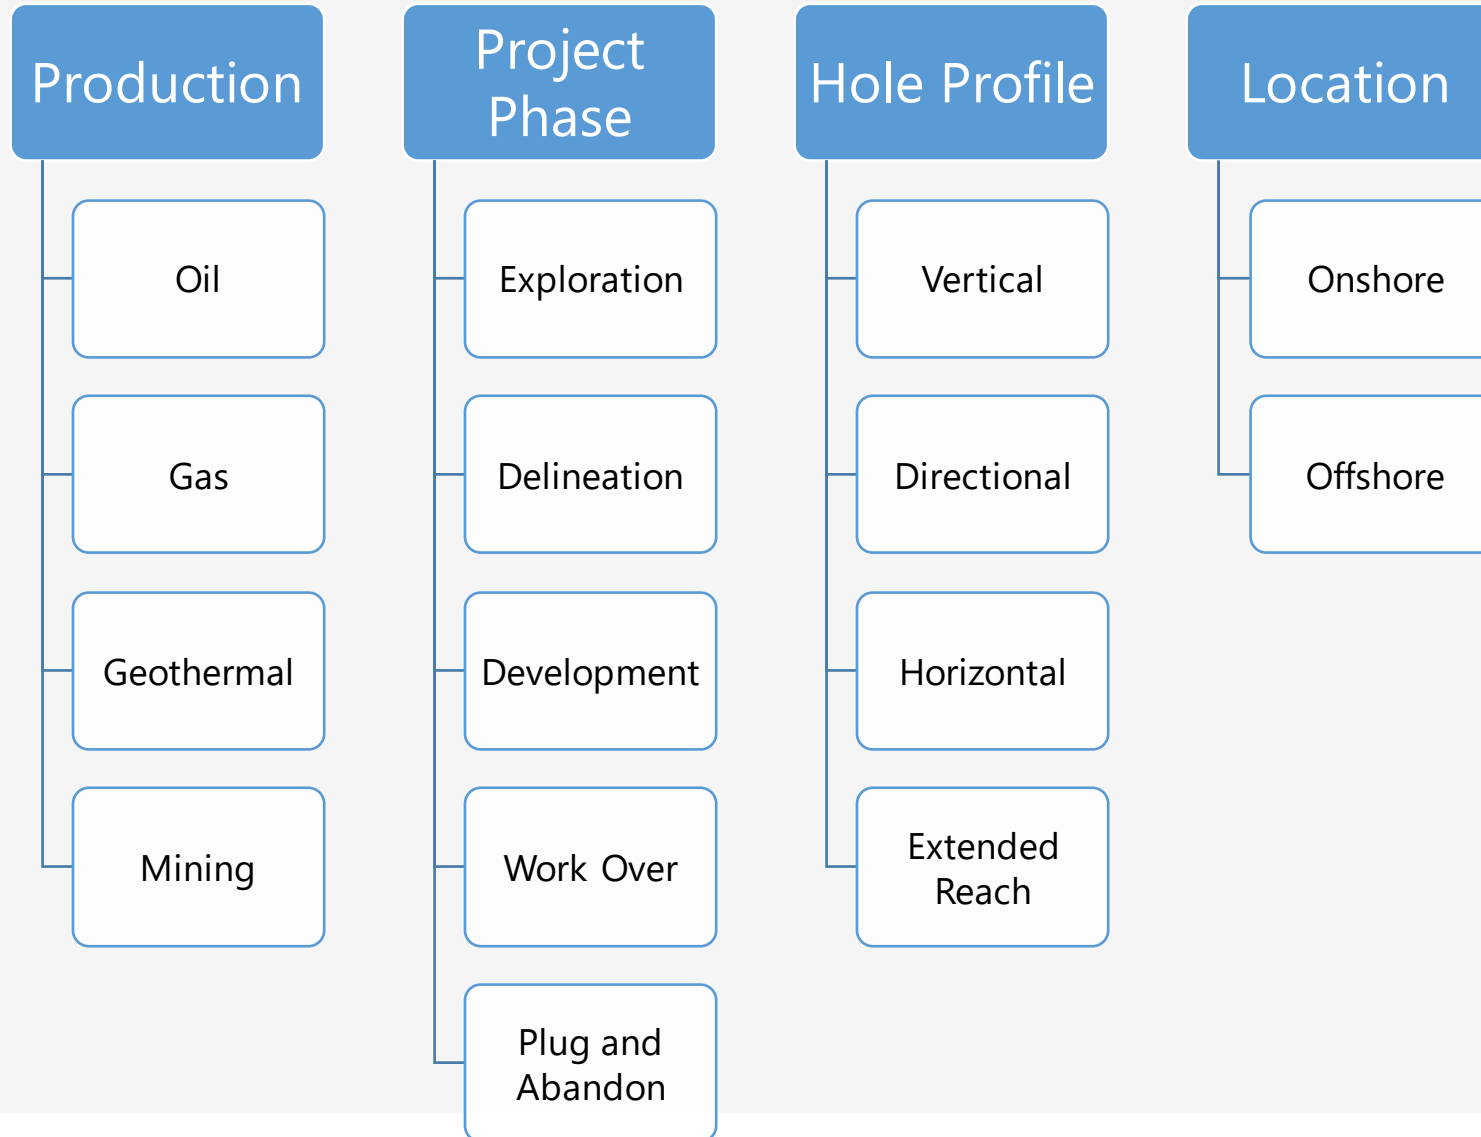 Production
Oil
Gas
Geothermal
Mining
Project
Phase
Exploration
Delineation
Development
Work Over
Plug and
Abandon
Hole Profile
Vertical
Directional
Horizontal
Extended
Reach
Location
Onshore
Offshore